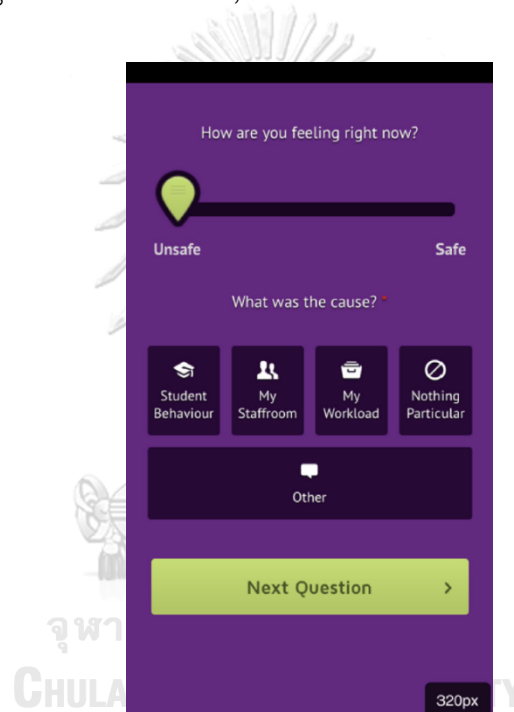 How are you feeling right now?
Unsafe Safe
What was the cause? *
Student Behaviour
My Staffroom
My Workload
Nothing Particular
Other
Next Question >
จุฬา
CHULA
320px
TY